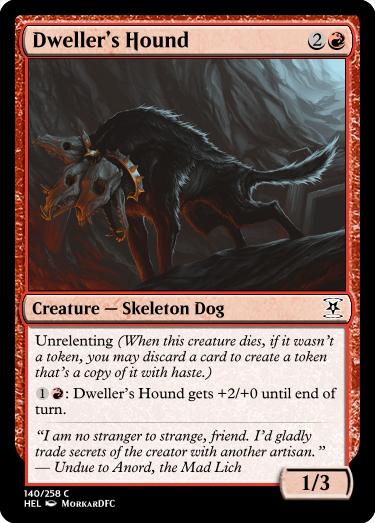 Dweller's Hound 2
Creature — Skeleton Dog
Unrelenting (When this creature dies, if it wasn't
a token, you may discard a card to create a token
that's a copy of it with haste.)
1 : Dweller's Hound gets +2/+0 until end of
turn.
"I am no stranger to strange, friend. I'd gladly
trade secrets of the creator with another artisan."
— Undue to Anord, the Mad Lich
1/3
140/258 C
HEL MorkarDFC